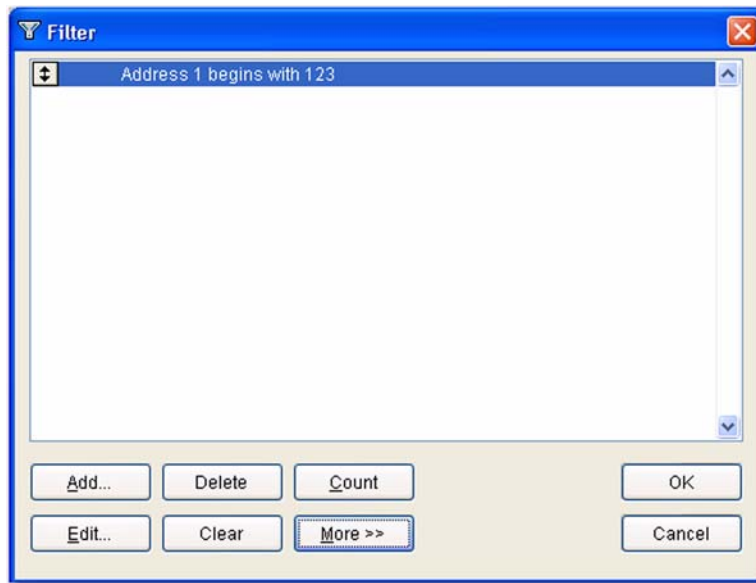 Filter
Address 1 begins with 123
Add... Delete Count OK
Edit... Clear More >> Cancel